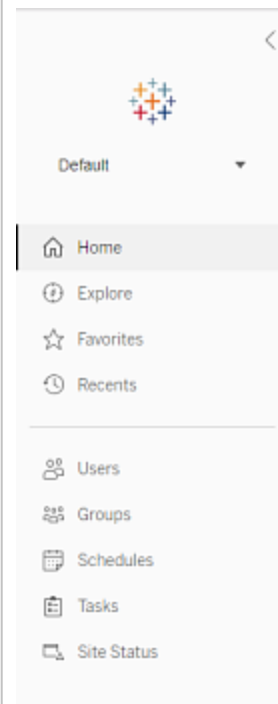 Default
Home
Explore
Favorites
Recents
Users
Groups
Schedules
Tasks
Site Status